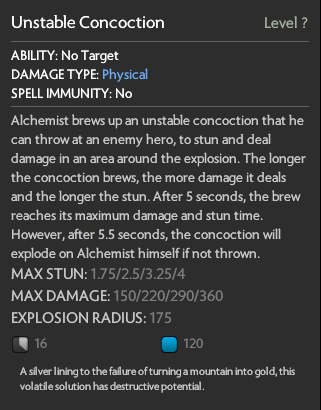 Unstable Concoction Level ?
ABILITY: No Target
DAMAGE TYPE: Physical
SPELL IMMUNITY: No
Alchemist brews up an unstable concoction that he
can throw at an enemy hero, to stun and deal
damage in an area around the explosion. The longer
the concoction brews, the more damage it deals
and the longer the stun. After 5 seconds, the brew
reaches its maximum damage and stun time.
However, after 5.5 seconds, the concoction will
explode on Alchemist himself if not thrown.
MAX STUN: 1.75/2.5/3.25/4
MAX DAMAGE: 150/220/290/360
EXPLOSION RADIUS: 175
16 120
A silver lining to the failure of turning a mountain into gold, this
volatile solution has destructive potential.